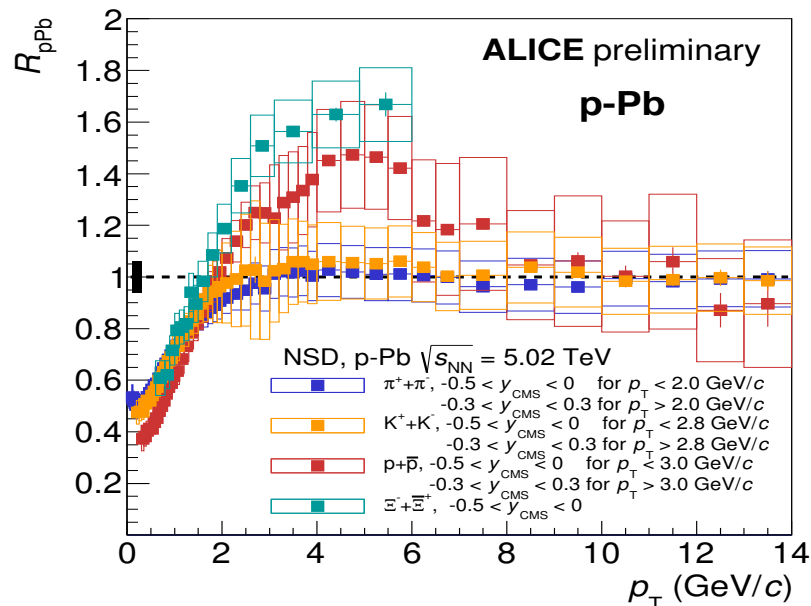 ALICE preliminary
p-Pb
R_pPb
2
1.8
1.6
1.4
1.2
1
0.8
0.6
0.4
0.2
NSD, p-Pb √s_NN = 5.02 TeV
π⁺+π⁻, -0.5 < y_CMS < 0 for p_T < 2.0 GeV/c
-0.3 < y_CMS < 0.3 for p_T > 2.0 GeV/c
K⁺+K⁻, -0.5 < y_CMS < 0 for p_T < 2.8 GeV/c
-0.3 < y_CMS < 0.3 for p_T > 2.8 GeV/c
p+p̄, -0.5 < y_CMS < 0 for p_T < 3.0 GeV/c
-0.3 < y_CMS < 0.3 for p_T > 3.0 GeV/c
Ξ⁻+Ξ̄⁺, -0.5 < y_CMS < 0
0 2 4 6 8 10 12 14
p_T (GeV/c)